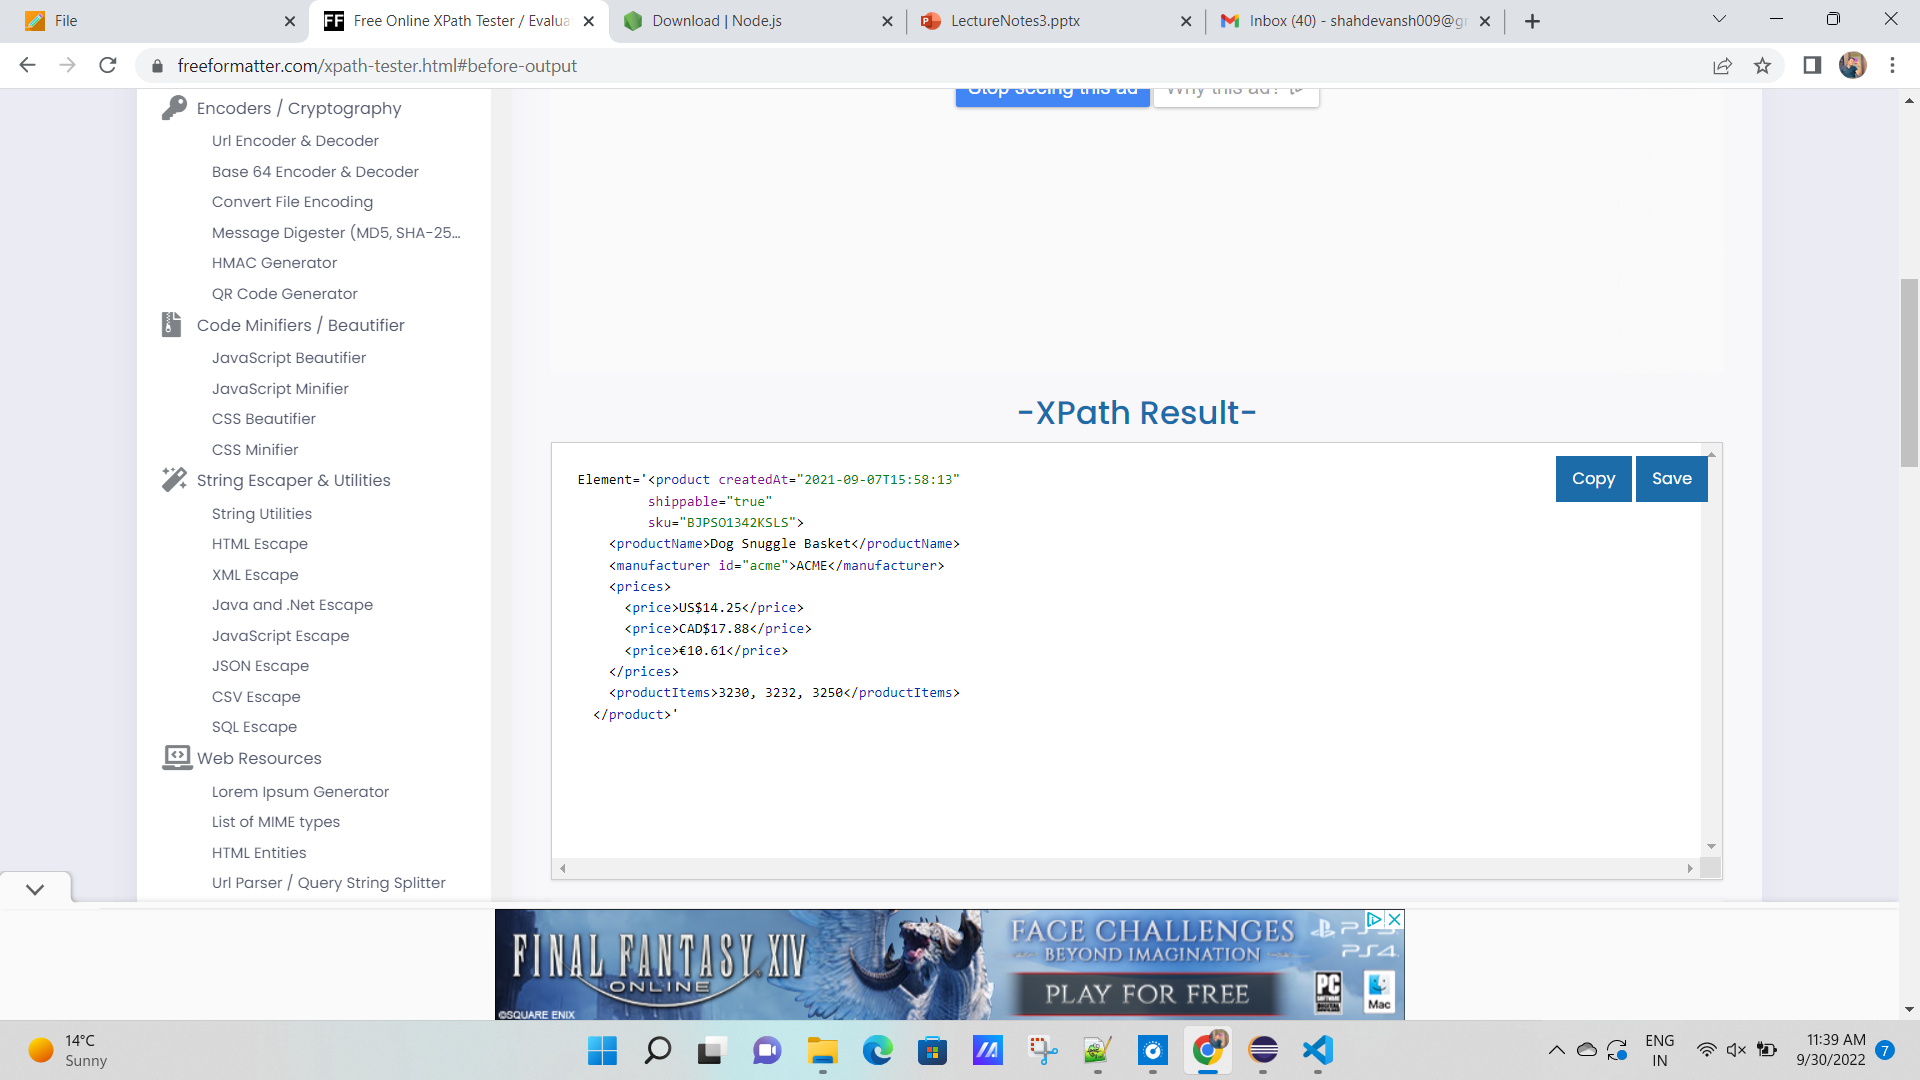 File
Free Online XPath Tester / Evalua
Download | Node.js
LectureNotes3.pptx
Inbox (40) - shahdevansh009@gr
freeformatter.com/xpath-tester.html#before-output
Stop seeing this ad
Why this ad?
Encoders / Cryptography
Url Encoder & Decoder
Base 64 Encoder & Decoder
Convert File Encoding
Message Digester (MD5, SHA-25...
HMAC Generator
QR Code Generator
Code Minifiers / Beautifier
JavaScript Beautifier
JavaScript Minifier
CSS Beautifier
CSS Minifier
String Escaper & Utilities
String Utilities
HTML Escape
XML Escape
Java and .Net Escape
JavaScript Escape
JSON Escape
CSV Escape
SQL Escape
Web Resources
Lorem Ipsum Generator
List of MIME types
HTML Entities
Url Parser / Query String Splitter
-XPath Result-
Copy
Save
Element='<product createdAt="2021-09-07T15:58:13"
shippable="true"
sku="BJPSO1342KSLS">
<productName>Dog Snuggle Basket</productName>
<manufacturer id="acme">ACME</manufacturer>
<prices>
<price>US$14.25</price>
<price>CAD$17.88</price>
<price>€10.61</price>
</prices>
<productItems>3230, 3232, 3250</productItems>
</product>'
FINAL FANTASY XIV
ONLINE
©SQUARE ENIX
FACE CHALLENGES
BEYOND IMAGINATION
PLAY FOR FREE
PS5
PS4
PC
Mac
14°C
Sunny
ENG
IN
11:39 AM
9/30/2022
7